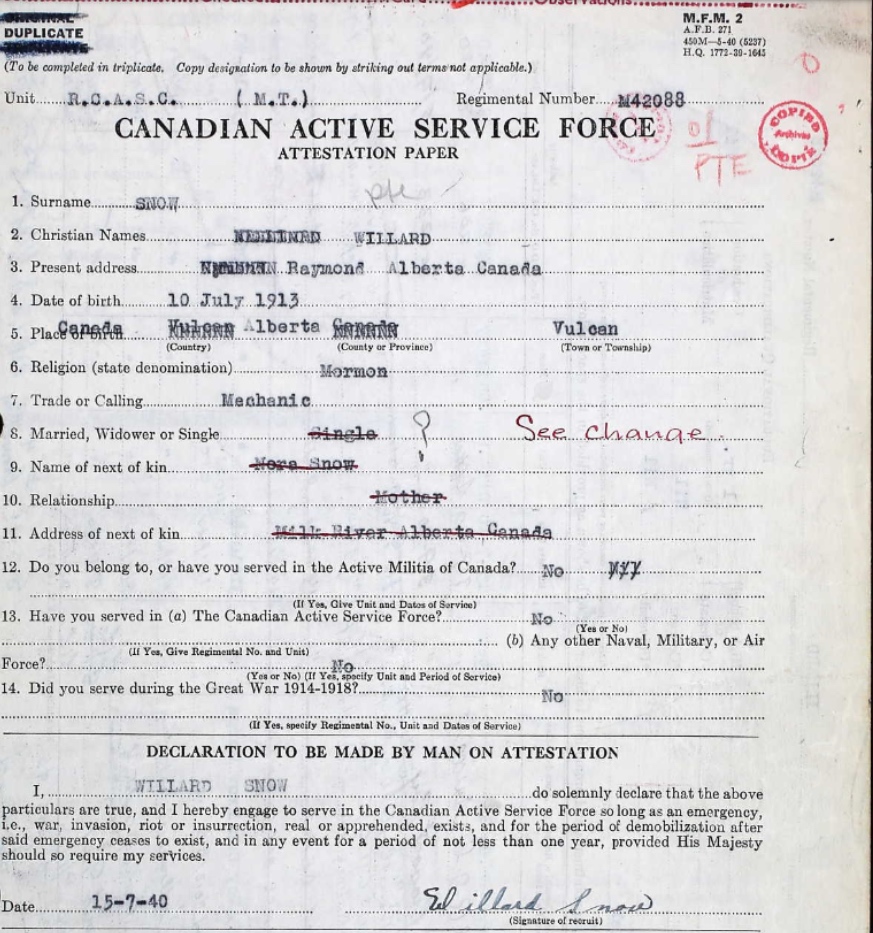 Observations
DUPLICATE
M.F.M. 2
A.F.B. 271
450M—5-40 (5237)
H.Q. 1772-39-1645
(To be completed in triplicate. Copy designation to be shown by striking out terms not applicable.)
Unit R.C.A.S.C. (M.T.) Regimental Number M42088
CANADIAN ACTIVE SERVICE FORCE
ATTESTATION PAPER
01
PTE
COPIED
Archives
COPIE
pte
1. Surname SNOW
2. Christian Names WILLARD
3. Present address Raymond Alberta Canada
4. Date of birth 10 July 1913
5. Place of birth Canada Vulcan Alberta Canada Vulcan
(Country) (County or Province) (Town or Township)
6. Religion (state denomination) Mormon
7. Trade or Calling Mechanic
8. Married, Widower or Single Single ? See change
9. Name of next of kin Nora Snow
10. Relationship Mother
11. Address of next of kin Milk River Alberta Canada
12. Do you belong to, or have you served in the Active Militia of Canada? No
(If Yes, Give Unit and Dates of Service)
13. Have you served in (a) The Canadian Active Service Force? No
(Yes or No)
(If Yes, Give Regimental No. and Unit) (b) Any other Naval, Military, or Air
Force? No
(Yes or No) (If Yes, specify Unit and Period of Service)
14. Did you serve during the Great War 1914-1918? No
(If Yes, specify Regimental No., Unit and Dates of Service)
DECLARATION TO BE MADE BY MAN ON ATTESTATION
I, WILLARD SNOW do solemnly declare that the above
particulars are true, and I hereby engage to serve in the Canadian Active Service Force so long as an emergency,
i.e., war, invasion, riot or insurrection, real or apprehended, exists, and for the period of demobilization after
said emergency ceases to exist, and in any event for a period of not less than one year, provided His Majesty
should so require my services.
Date 15-7-40 Willard Snow
(Signature of recruit)